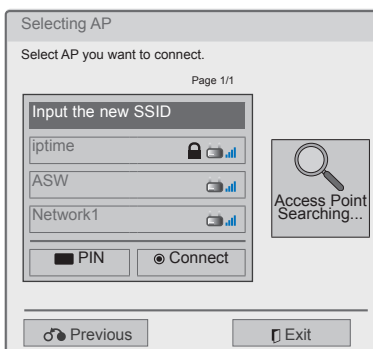 Selecting AP
Select AP you want to connect.
Page 1/1
Input the new SSID
iptime
ASW
Network1
PIN
Connect
Access Point
Searching...
Previous
Exit